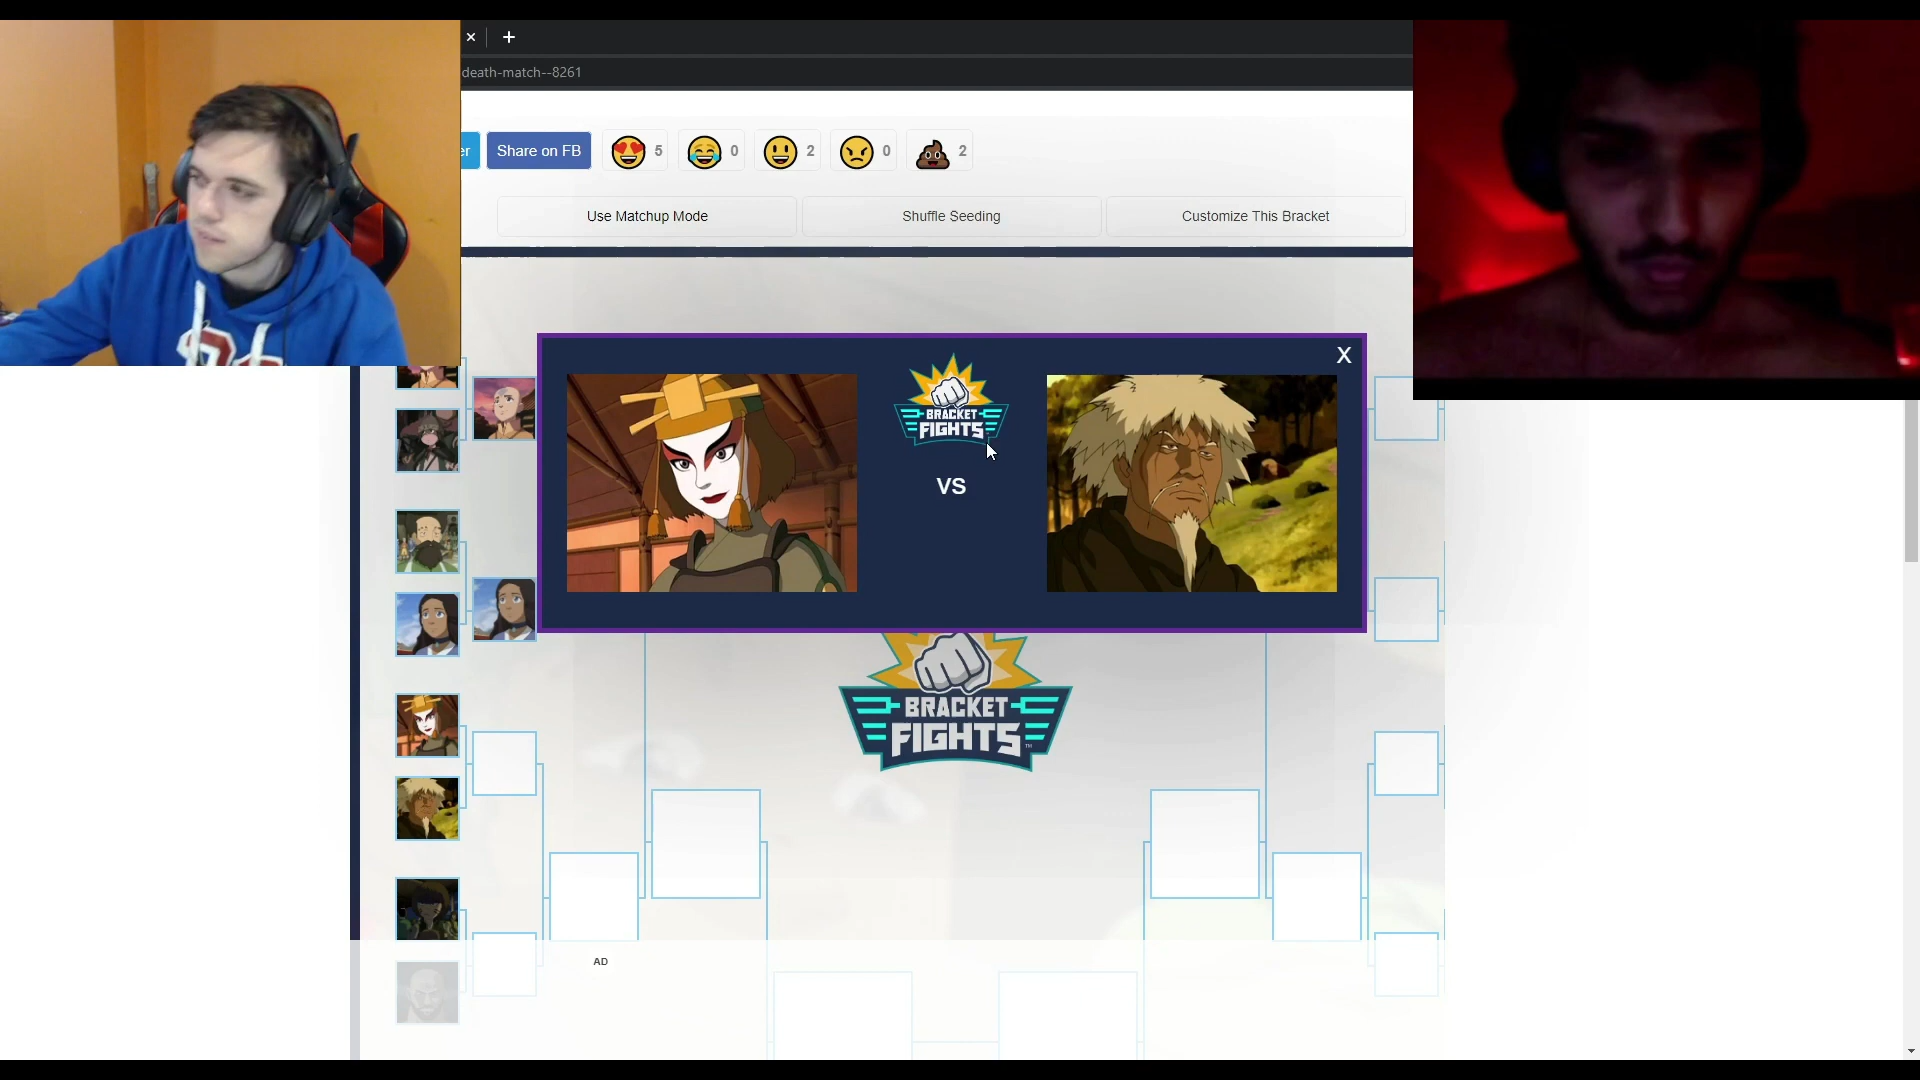 death-match--8261
er
Share on FB
5
0
2
0
2
Use Matchup Mode
Shuffle Seeding
Customize This Bracket
X
BRACKET
FIGHTS
VS
BRACKET
FIGHTS
TM
AD